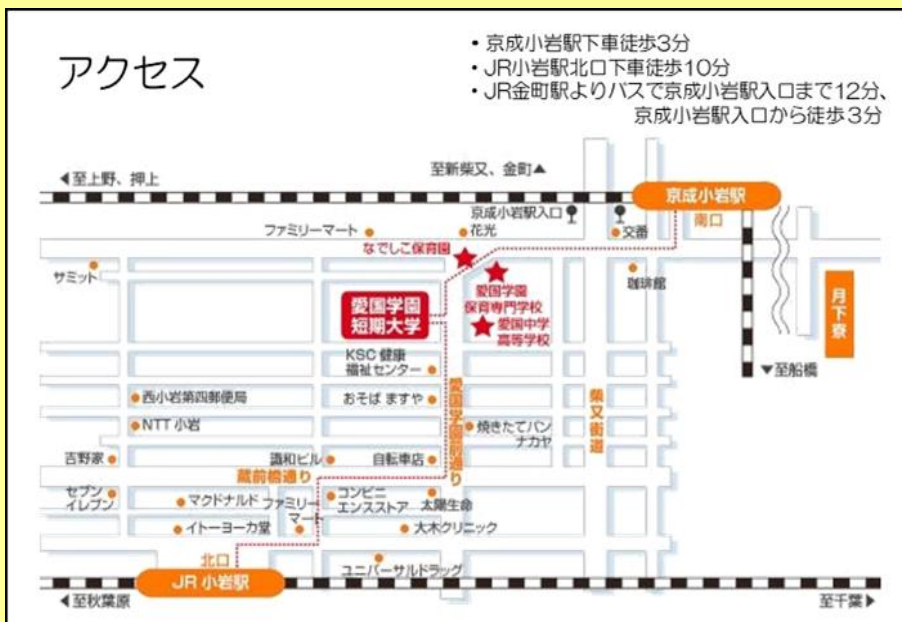 アクセス
・京成小岩駅下車徒歩3分
・JR小岩駅北口下車徒歩10分
・JR金町駅よりバスで京成小岩駅入口まで12分、
京成小岩駅入口から徒歩3分
◀至上野、押上
至新柴又、金町▲
京成小岩駅
南口
京成小岩駅入口
ファミリーマート
花光
交番
なでしこ保育園
サミット
珈琲館
愛国学園
保育専門学校
愛国学園
短期大学
愛国中学
高等学校
月下寮
▼至船橋
KSC 健康
福祉センター
西小岩第四郵便局
おそば ますや
愛国学園前通り
柴又街道
NTT 小岩
焼きたてパン
ナカヤ
吉野家
讃和ビル
自転車店
蔵前橋通り
セブン
イレブン
マクドナルド
ファミリー
マート
コンビニ
エンスストア
太陽生命
イトーヨーカ堂
大木クリニック
北口
ユニバーサルドラッグ
JR 小岩駅
◀至秋葉原
至千葉▶